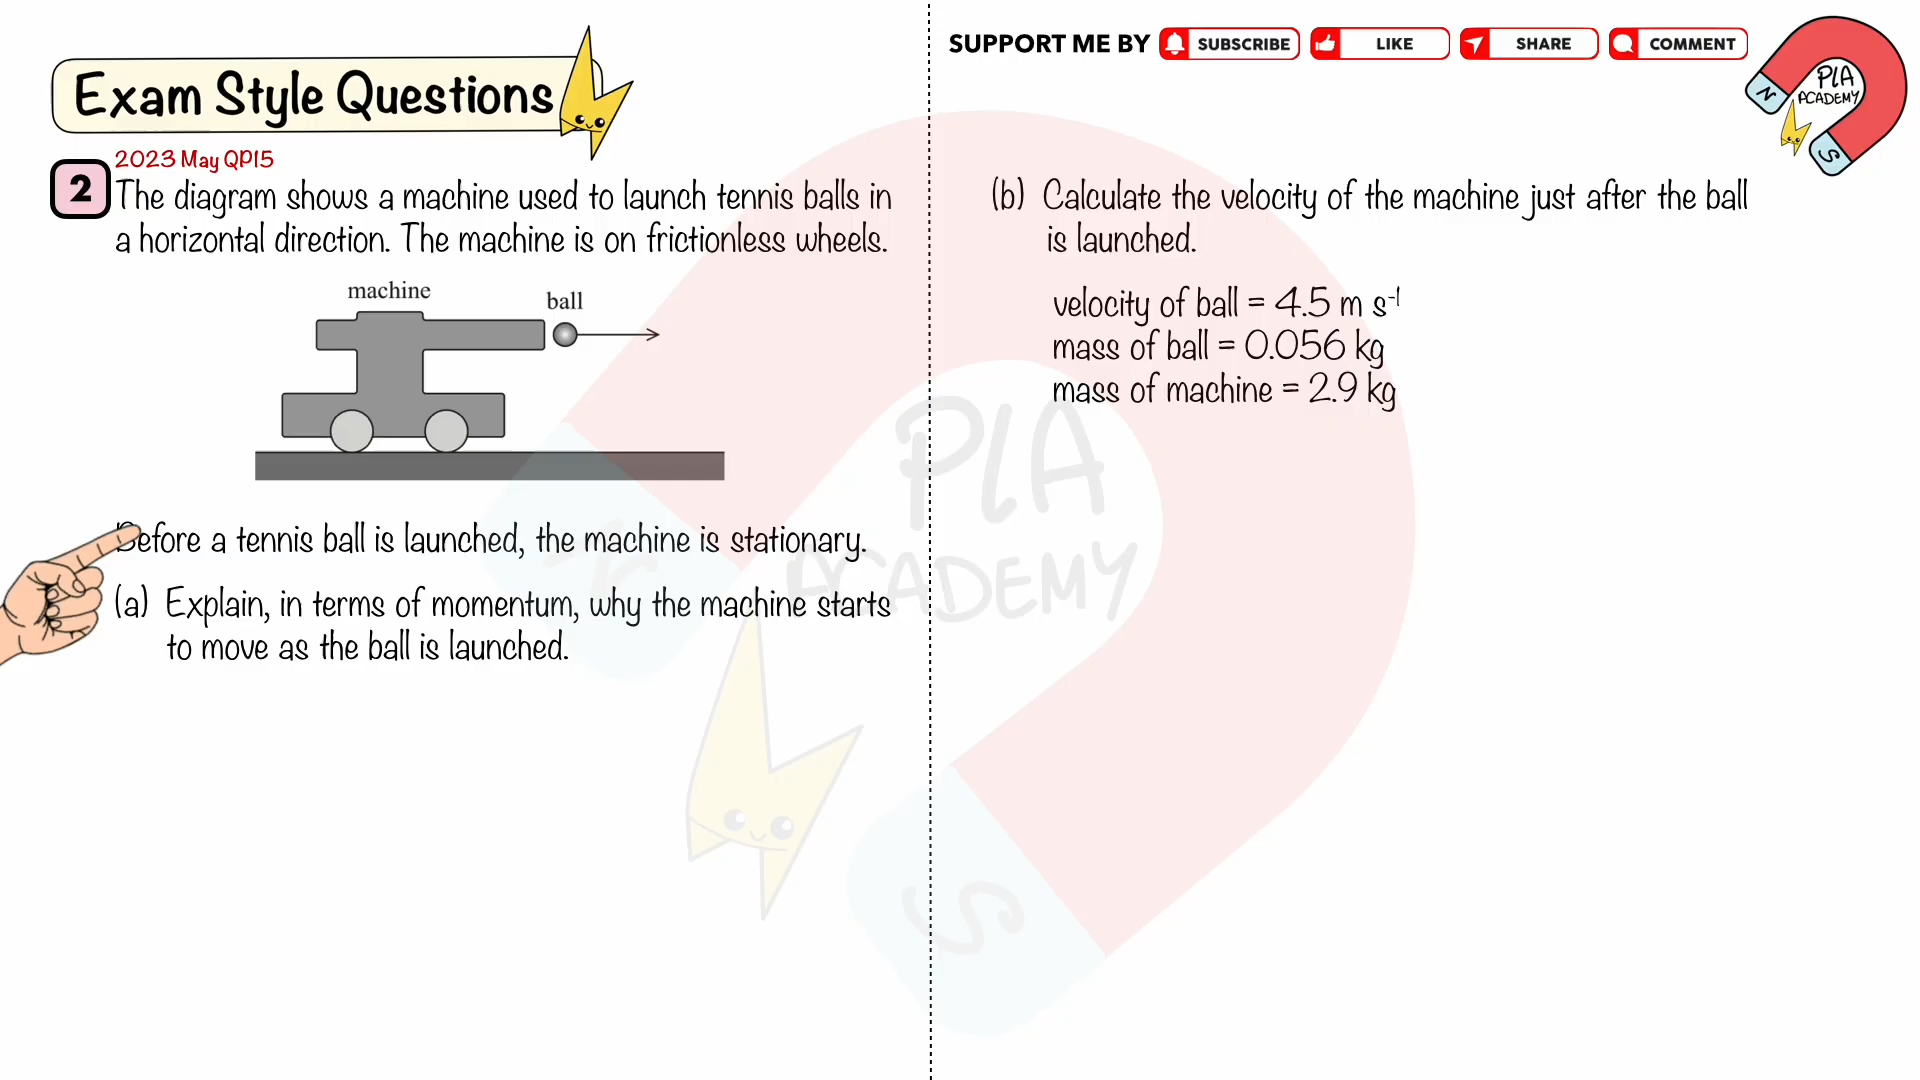 SUPPORT ME BY SUBSCRIBE LIKE SHARE COMMENT
PLA
ACADEMY
N
S
Exam Style Questions
2023 May QP15
2 The diagram shows a machine used to launch tennis balls in
a horizontal direction. The machine is on frictionless wheels.
machine
ball
Before a tennis ball is launched, the machine is stationary.
(a) Explain, in terms of momentum, why the machine starts
to move as the ball is launched.
(b) Calculate the velocity of the machine just after the ball
is launched.
velocity of ball = 4.5 m s⁻¹
mass of ball = 0.056 kg
mass of machine = 2.9 kg
PLA
ACADEMY
N
S